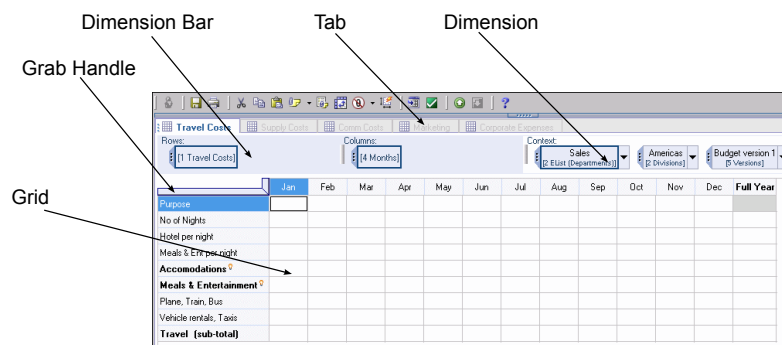 Dimension Bar Tab Dimension
Grab Handle
Travel Costs Supply Costs Comm Costs Marketing Corporate Expenses
Rows: Columns: Context:
[1 Travel Costs] [4 Months] Sales [2 EList (Departments)] Americas [2 Divisions] Budget version 1 [5 Versions]
Grid
Jan Feb Mar Apr May Jun Jul Aug Sep Oct Nov Dec Full Year
Purpose
No of Nights
Hotel per night
Meals & Ent per night
Accomodations
Meals & Entertainment
Plane, Train, Bus
Vehicle rentals, Taxis
Travel (sub-total)